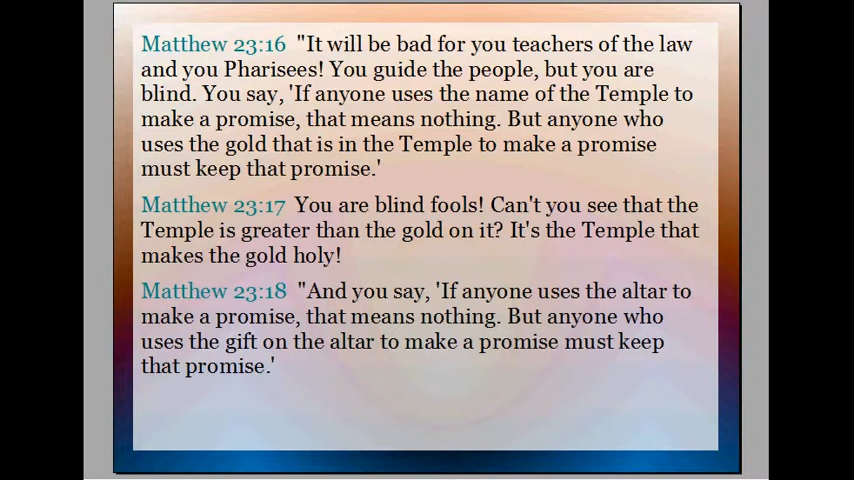 Matthew 23:16 "It will be bad for you teachers of the law
and you Pharisees! You guide the people, but you are
blind. You say, 'If anyone uses the name of the Temple to
make a promise, that means nothing. But anyone who
uses the gold that is in the Temple to make a promise
must keep that promise.'
Matthew 23:17 You are blind fools! Can't you see that the
Temple is greater than the gold on it? It's the Temple that
makes the gold holy!
Matthew 23:18 "And you say, 'If anyone uses the altar to
make a promise, that means nothing. But anyone who
uses the gift on the altar to make a promise must keep
that promise.'